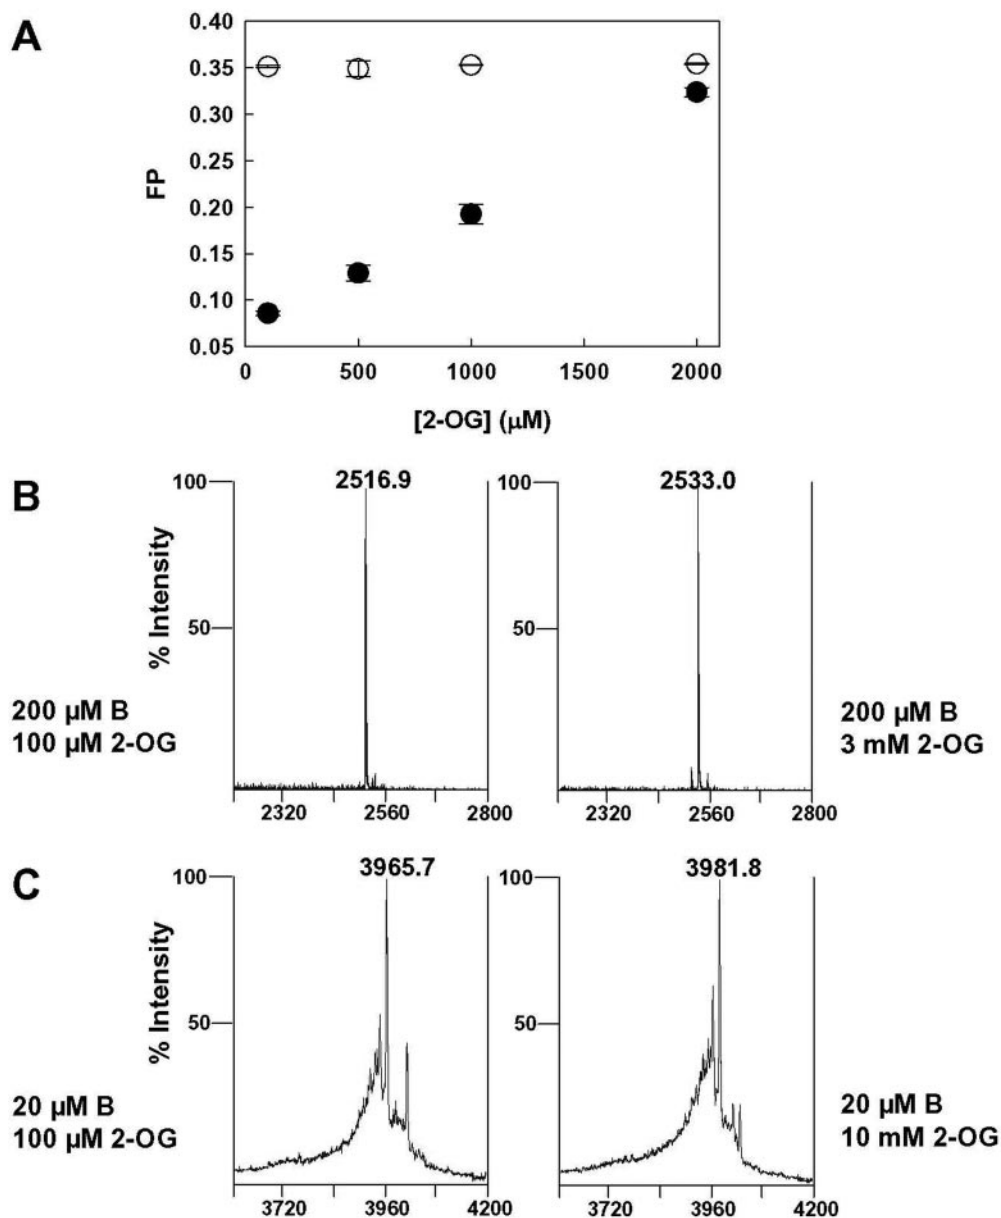 A
0.40
0.35
0.30
0.25
0.20
0.15
0.10
0.05
FP
0 500 1000 1500 2000
[2-OG] (µM)
B
100 2516.9
50
% Intensity
200 µM B
100 µM 2-OG
2320 2560 2800
100 2533.0
50
200 µM B
3 mM 2-OG
2320 2560 2800
C
100 3965.7
50
% Intensity
20 µM B
100 µM 2-OG
3720 3960 4200
100 3981.8
50
20 µM B
10 mM 2-OG
3720 3960 4200